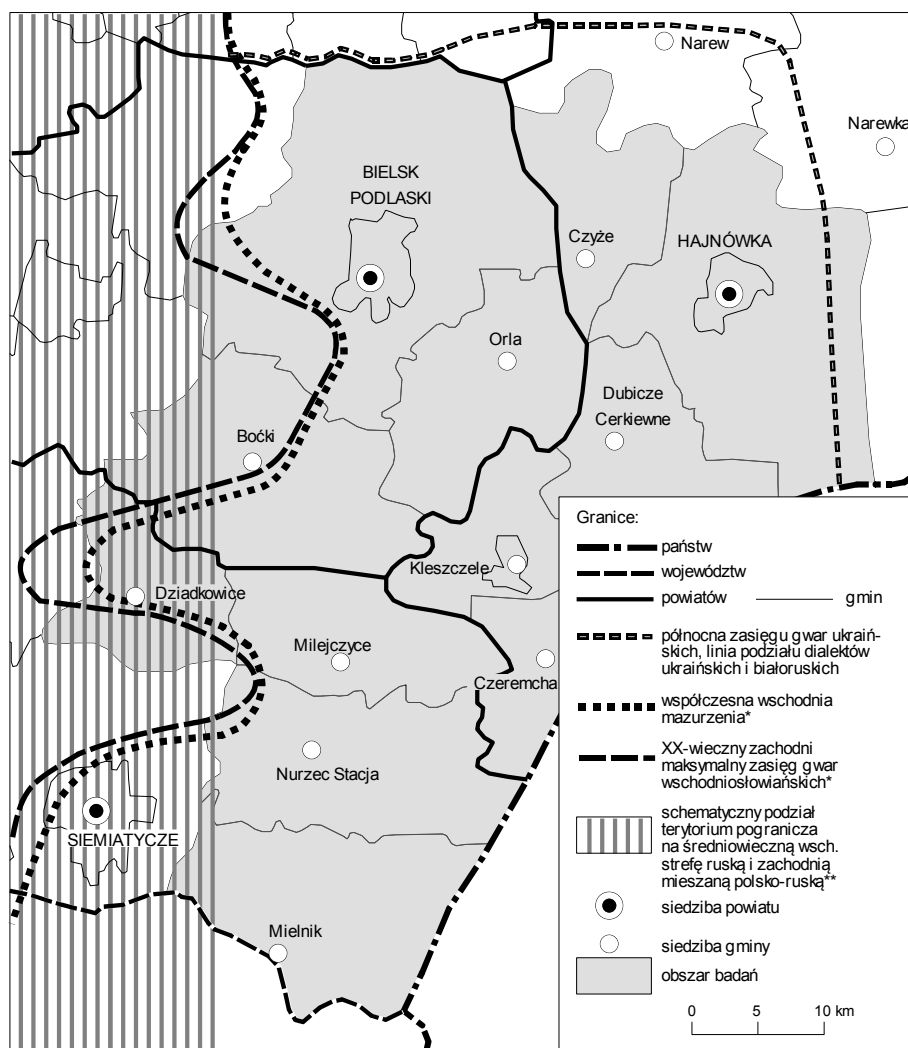 Narew
Narewka
BIELSK
PODLASKI
Czyże
HAJNÓWKA
Orla
Dubicze
Cerkiewne
Boćki
Kleszczele
Dziadkowice
Milejczyce
Czeremcha
Nurzec Stacja
SIEMIATYCZE
Mielnik
Granice:
państw
województw
powiatów
gmin
północna zasięgu gwar ukraiń-
skich, linia podziału dialektów
ukraińskich i białoruskich
współczesna wschodnia
mazurzenia*
XX-wieczny zachodni
maksymalny zasięg gwar
wschodniosłowiańskich*
schematyczny podział
terytorium pogranicza
na średniowieczną wsch.
strefę ruską i zachodnią
mieszaną polsko-ruską**
siedziba powiatu
siedziba gminy
obszar badań
0 5 10 km